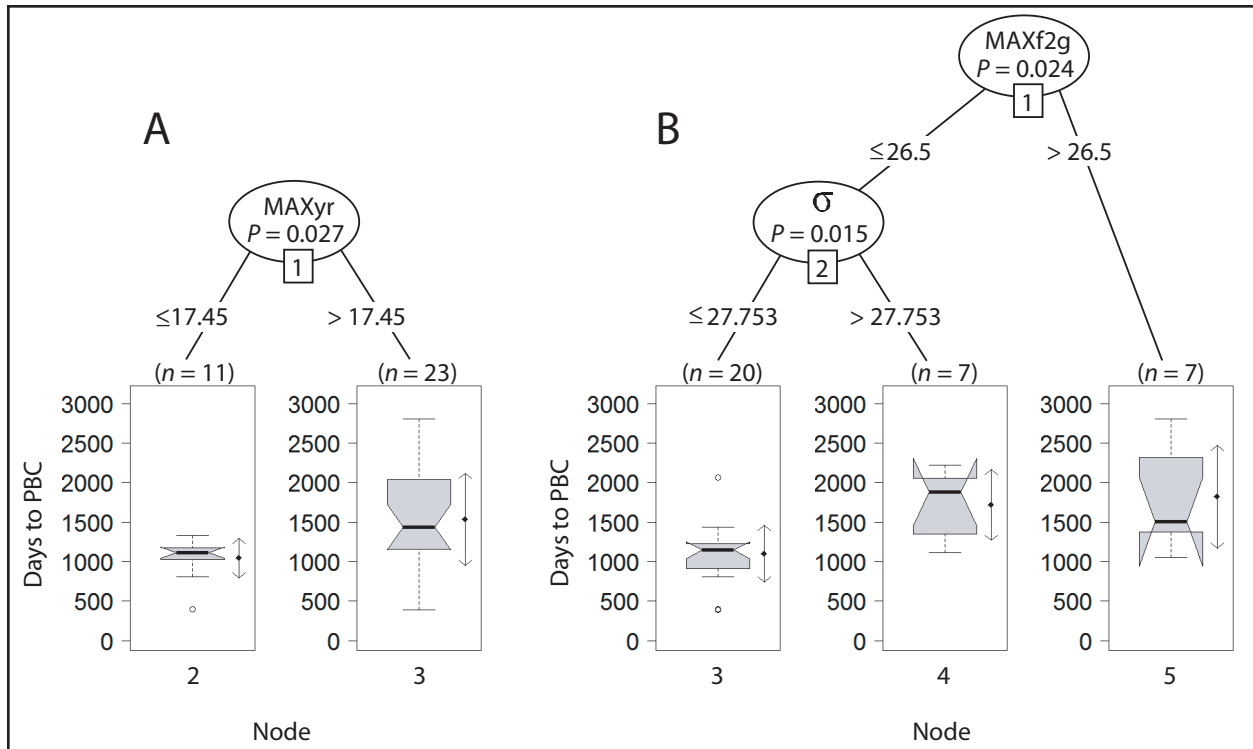 A
MAXyr
P = 0.027
1
≤17.45
> 17.45
(n = 11)
(n = 23)
Days to PBC
3000
2500
2000
1500
1000
500
0
3000
2500
2000
1500
1000
500
0
2
3
Node
B
MAXf2g
P = 0.024
1
≤26.5
> 26.5
σ
P = 0.015
2
≤ 27.753
> 27.753
(n = 20)
(n = 7)
(n = 7)
Days to PBC
3000
2500
2000
1500
1000
500
0
3000
2500
2000
1500
1000
500
0
3000
2500
2000
1500
1000
500
0
3
4
5
Node